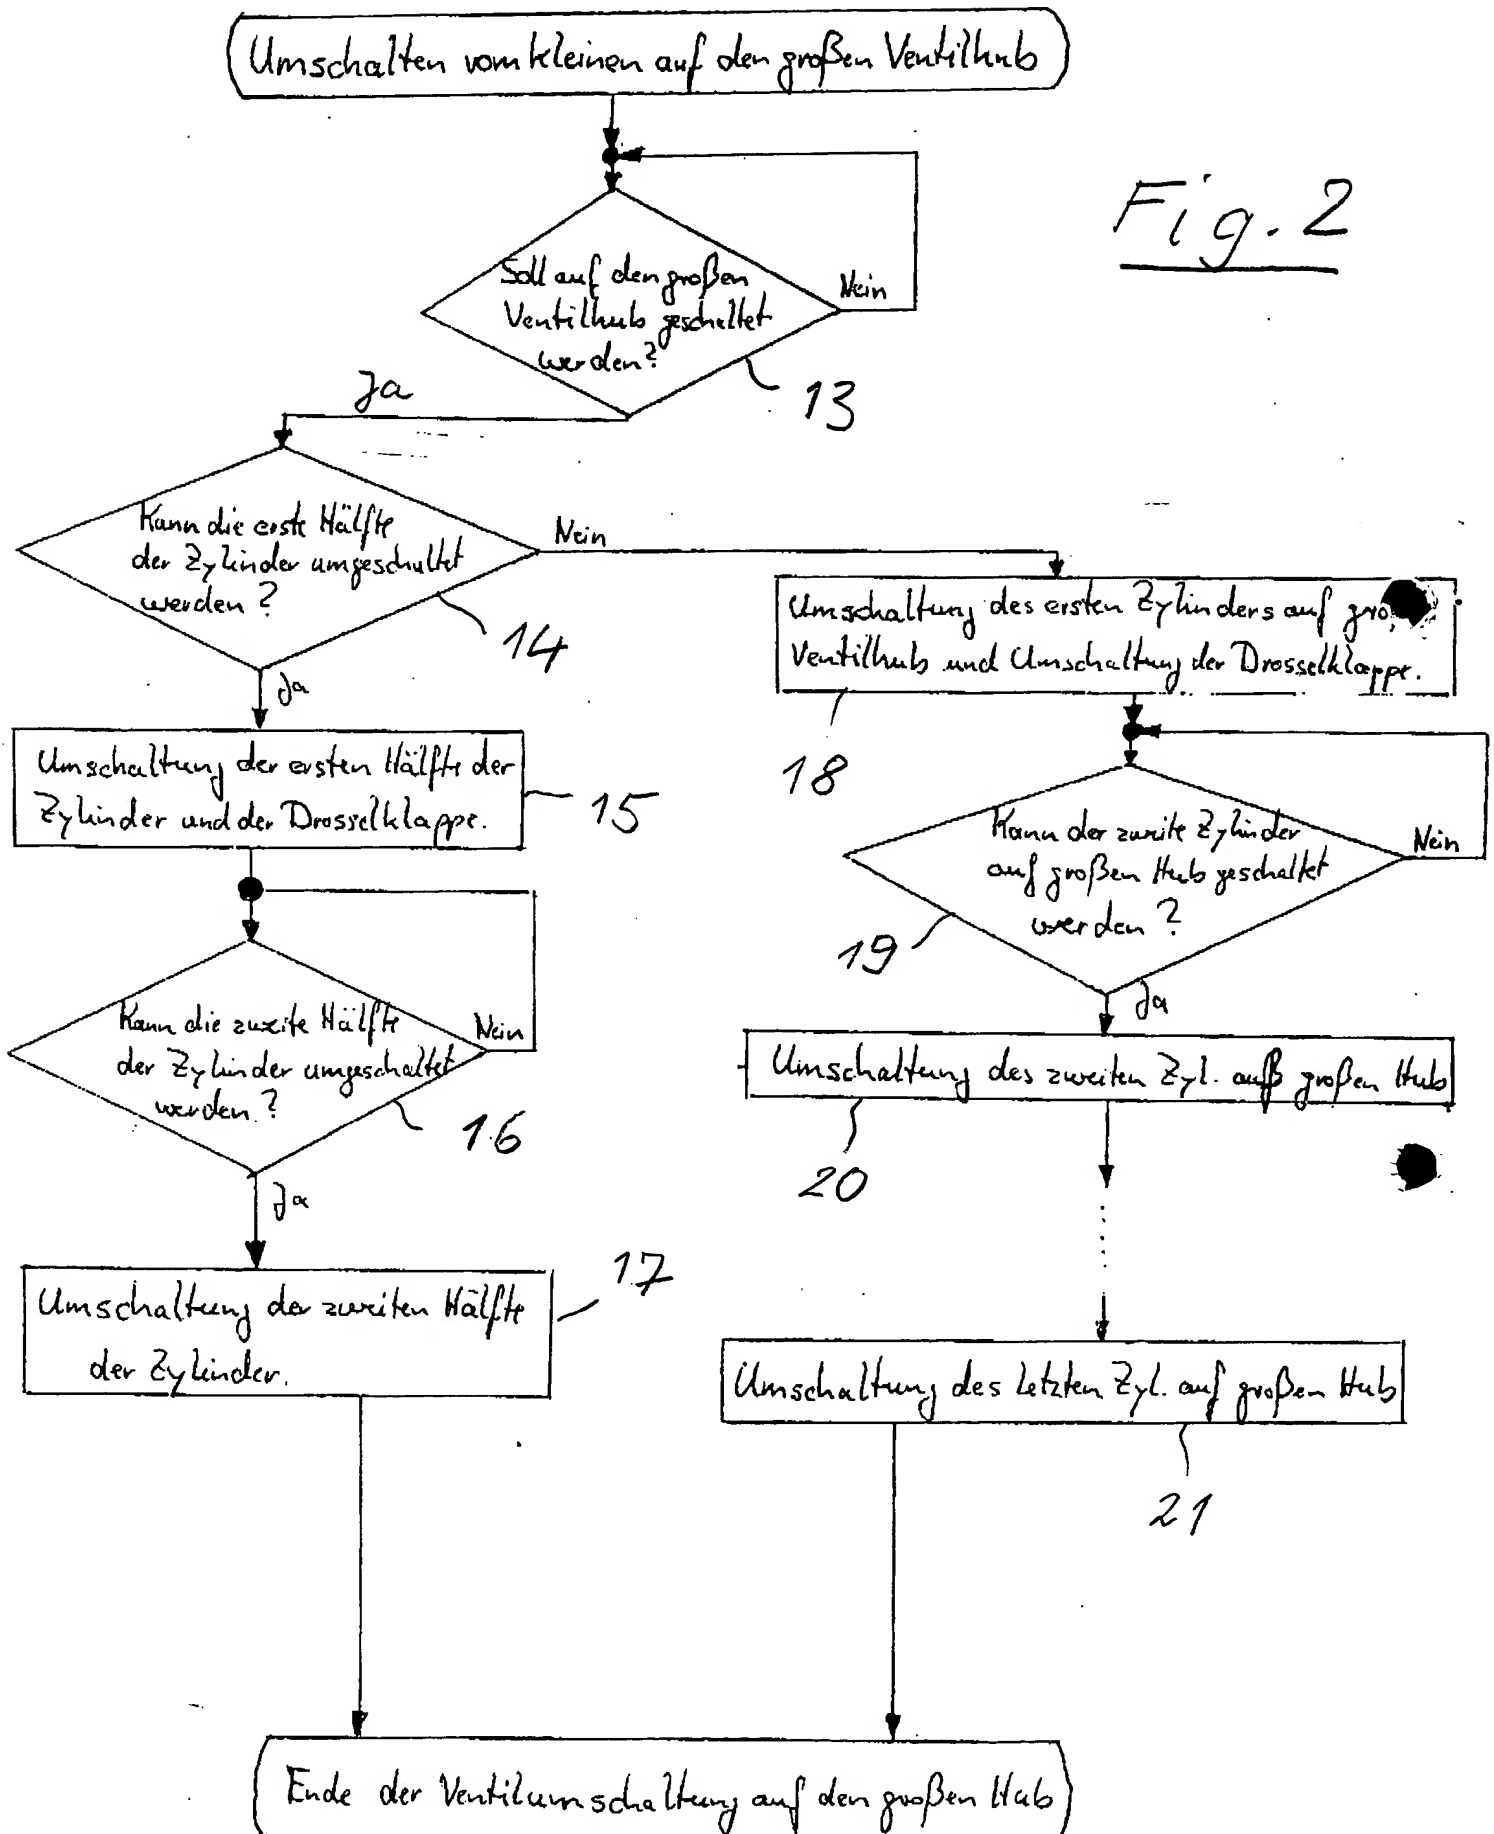 Umschalten vom kleinen auf den großen Ventilhub
Fig. 2
Soll auf den großen
Ventilhub geschaltet
werden?
Nein
13
Ja
Kann die erste Hälfte
der Zylinder umgeschaltet
werden?
Nein
14
Ja
Umschaltung der ersten Hälfte der
Zylinder und der Drosselklappe.
15
Kann die zweite Hälfte
der Zylinder umgeschaltet
werden.?
Nein
16
Ja
Umschaltung der zweiten Hälfte
der Zylinder.
17
Umschaltung des ersten Zylinders auf
Ventilhub und Umschaltung der Drosselklappe.
18
Kann der zweite Zylinder
auf großen Hub geschaltet
werden?
Nein
19
Ja
Umschaltung des zweiten Zyl. auf großen Hub
20
Umschaltung des letzten Zyl. auf großen Hub
21
Ende der Ventilumschaltung auf den großen Hub